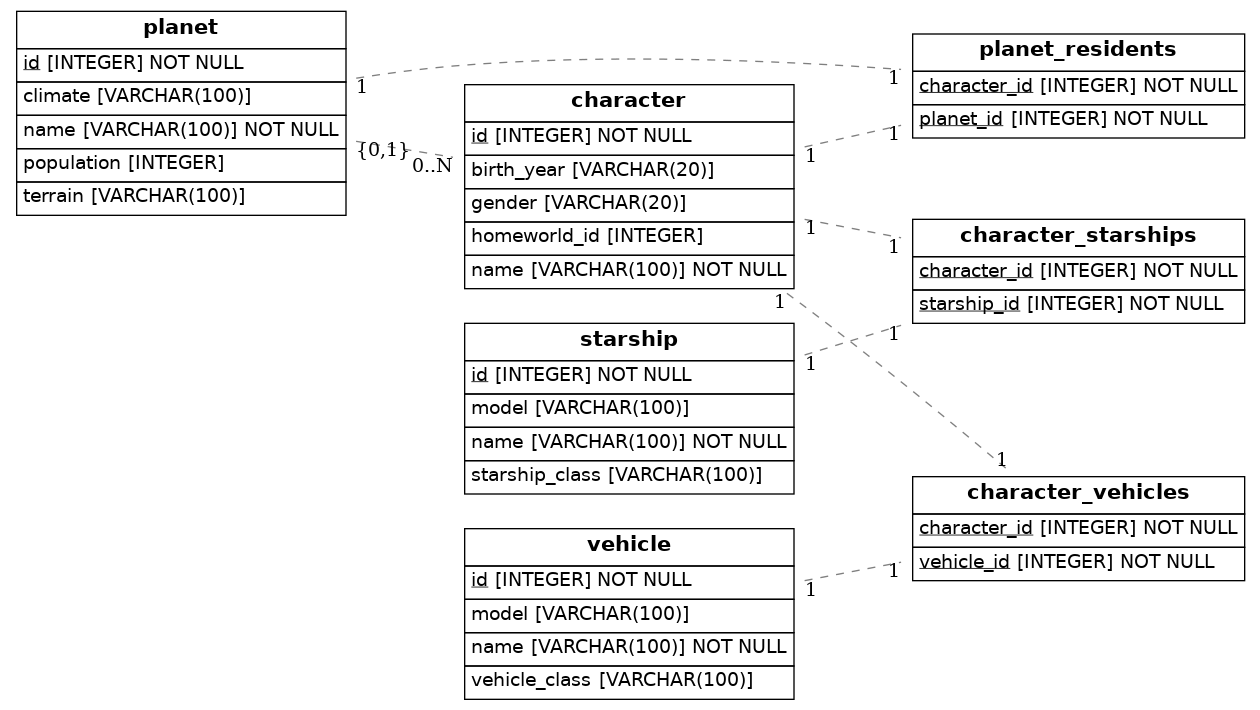 planet
id [INTEGER] NOT NULL
climate [VARCHAR(100)]
name [VARCHAR(100)] NOT NULL
population [INTEGER]
terrain [VARCHAR(100)]
1
{0,1}
0..N
character
id [INTEGER] NOT NULL
birth_year [VARCHAR(20)]
gender [VARCHAR(20)]
homeworld_id [INTEGER]
name [VARCHAR(100)] NOT NULL
1
1
1
starship
id [INTEGER] NOT NULL
model [VARCHAR(100)]
name [VARCHAR(100)] NOT NULL
starship_class [VARCHAR(100)]
1
vehicle
id [INTEGER] NOT NULL
model [VARCHAR(100)]
name [VARCHAR(100)] NOT NULL
vehicle_class [VARCHAR(100)]
1
1
1
planet_residents
character_id [INTEGER] NOT NULL
planet_id [INTEGER] NOT NULL
1
1
character_starships
character_id [INTEGER] NOT NULL
starship_id [INTEGER] NOT NULL
1
1
character_vehicles
character_id [INTEGER] NOT NULL
vehicle_id [INTEGER] NOT NULL